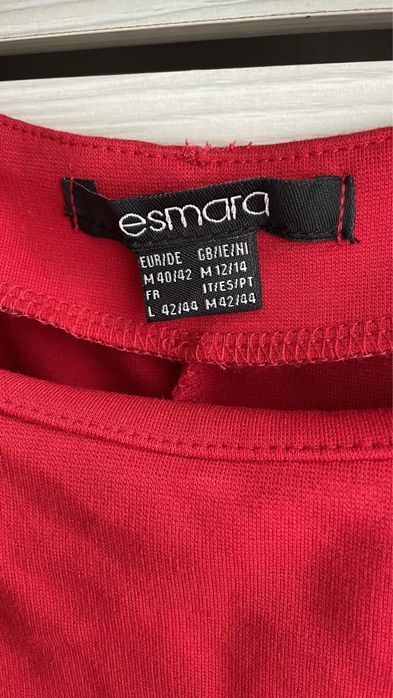 esmara
EUR/DE GB/IE/NI
M 40/42 M 12/14
FR IT/ES/PT
L 42/44 M 42/44